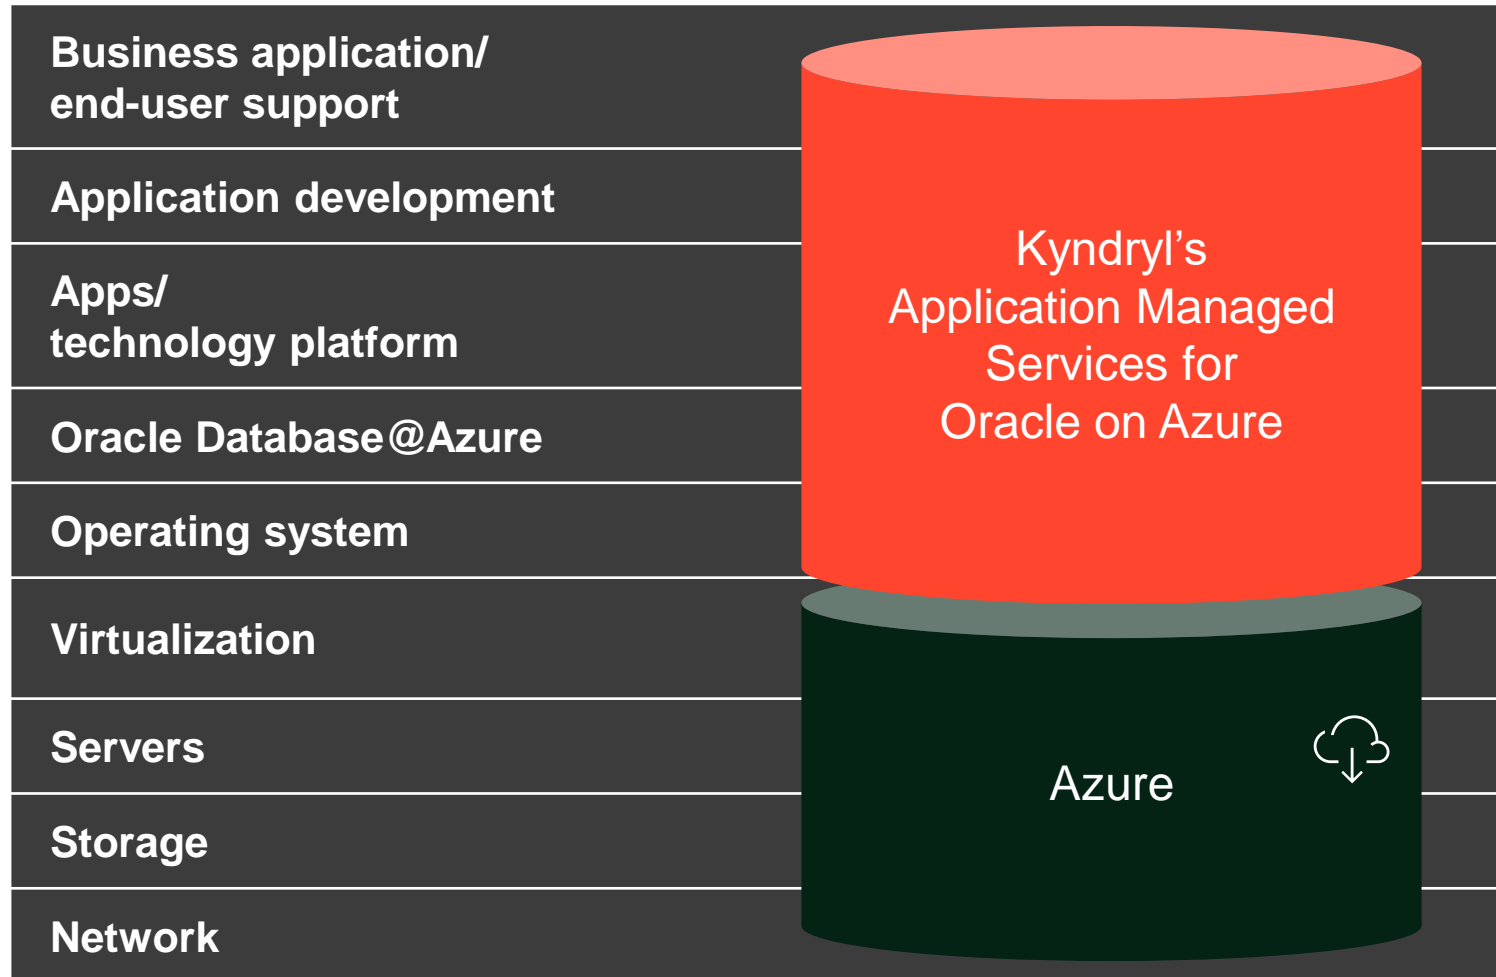 Business application/
end-user support
Application development
Apps/
technology platform
Oracle Database@Azure
Operating system
Virtualization
Servers
Storage
Network
Kyndryl’s
Application Managed
Services for
Oracle on Azure
Azure